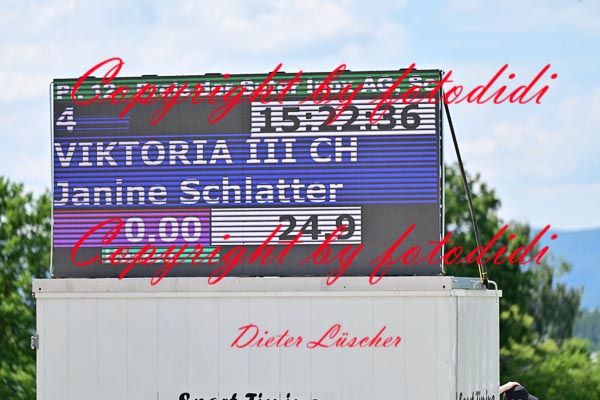 Copyright by fotodidi
4
15:22:36
VIKTORIA III CH
Janine Schlatter
0.00 24.9
Copyright by fotodidi
Dieter Lüscher